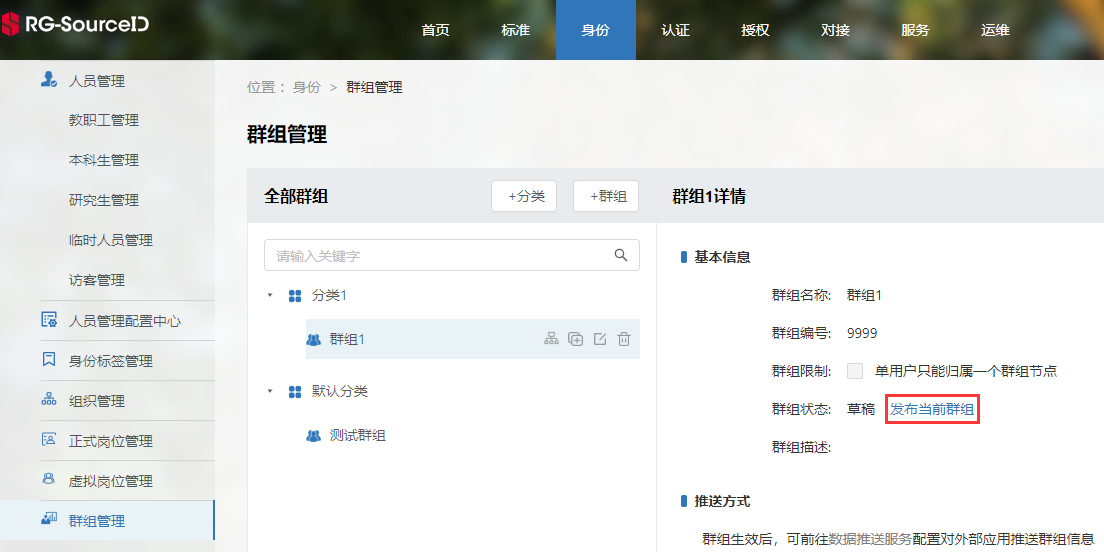 RG-SourceID
首页 标准 身份 认证 授权 对接 服务 运维
人员管理
教职工管理
本科生管理
研究生管理
临时人员管理
访客管理
人员管理配置中心
身份标签管理
组织管理
正式岗位管理
虚拟岗位管理
群组管理
位置： 身份 > 群组管理
群组管理
全部群组 +分类 +群组
请输入关键字
分类1
群组1
默认分类
测试群组
群组1详情
基本信息
群组名称: 群组1
群组编号: 9999
群组限制: 单用户只能归属一个群组节点
群组状态: 草稿 发布当前群组
群组描述:
推送方式
群组生效后，可前往数据推送服务配置对外部应用推送群组信息